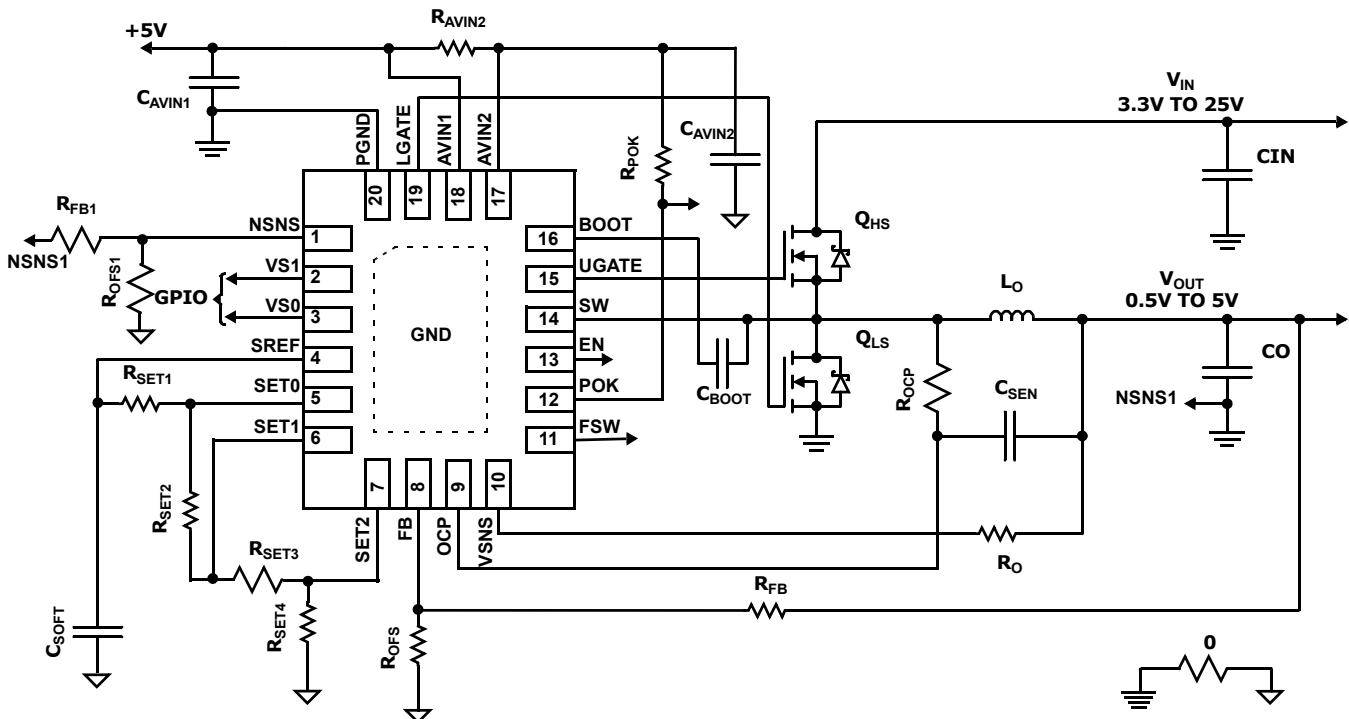 +5V
RAVIN2
CAVIN1
PGND
LGATE
AVIN1
AVIN2
20
19
18
17
RPOK
CAVIN2
VIN
3.3V TO 25V
CIN
RFB1
NSNS1
ROFS1
NSNS
1
VS1
2
GPIO
VS0
3
SREF
4
RSET1
SET0
5
SET1
6
GND
16
BOOT
15
UGATE
14
SW
13
EN
12
POK
11
FSW
QHS
QLS
CBOOT
LO
VOUT
0.5V TO 5V
ROCP
CSEN
CO
NSNS1
7
8
9
10
SET2
FB
OCP
VSNS
RSET2
RSET3
RSET4
CSOFT
ROFS
RO
RFB
0